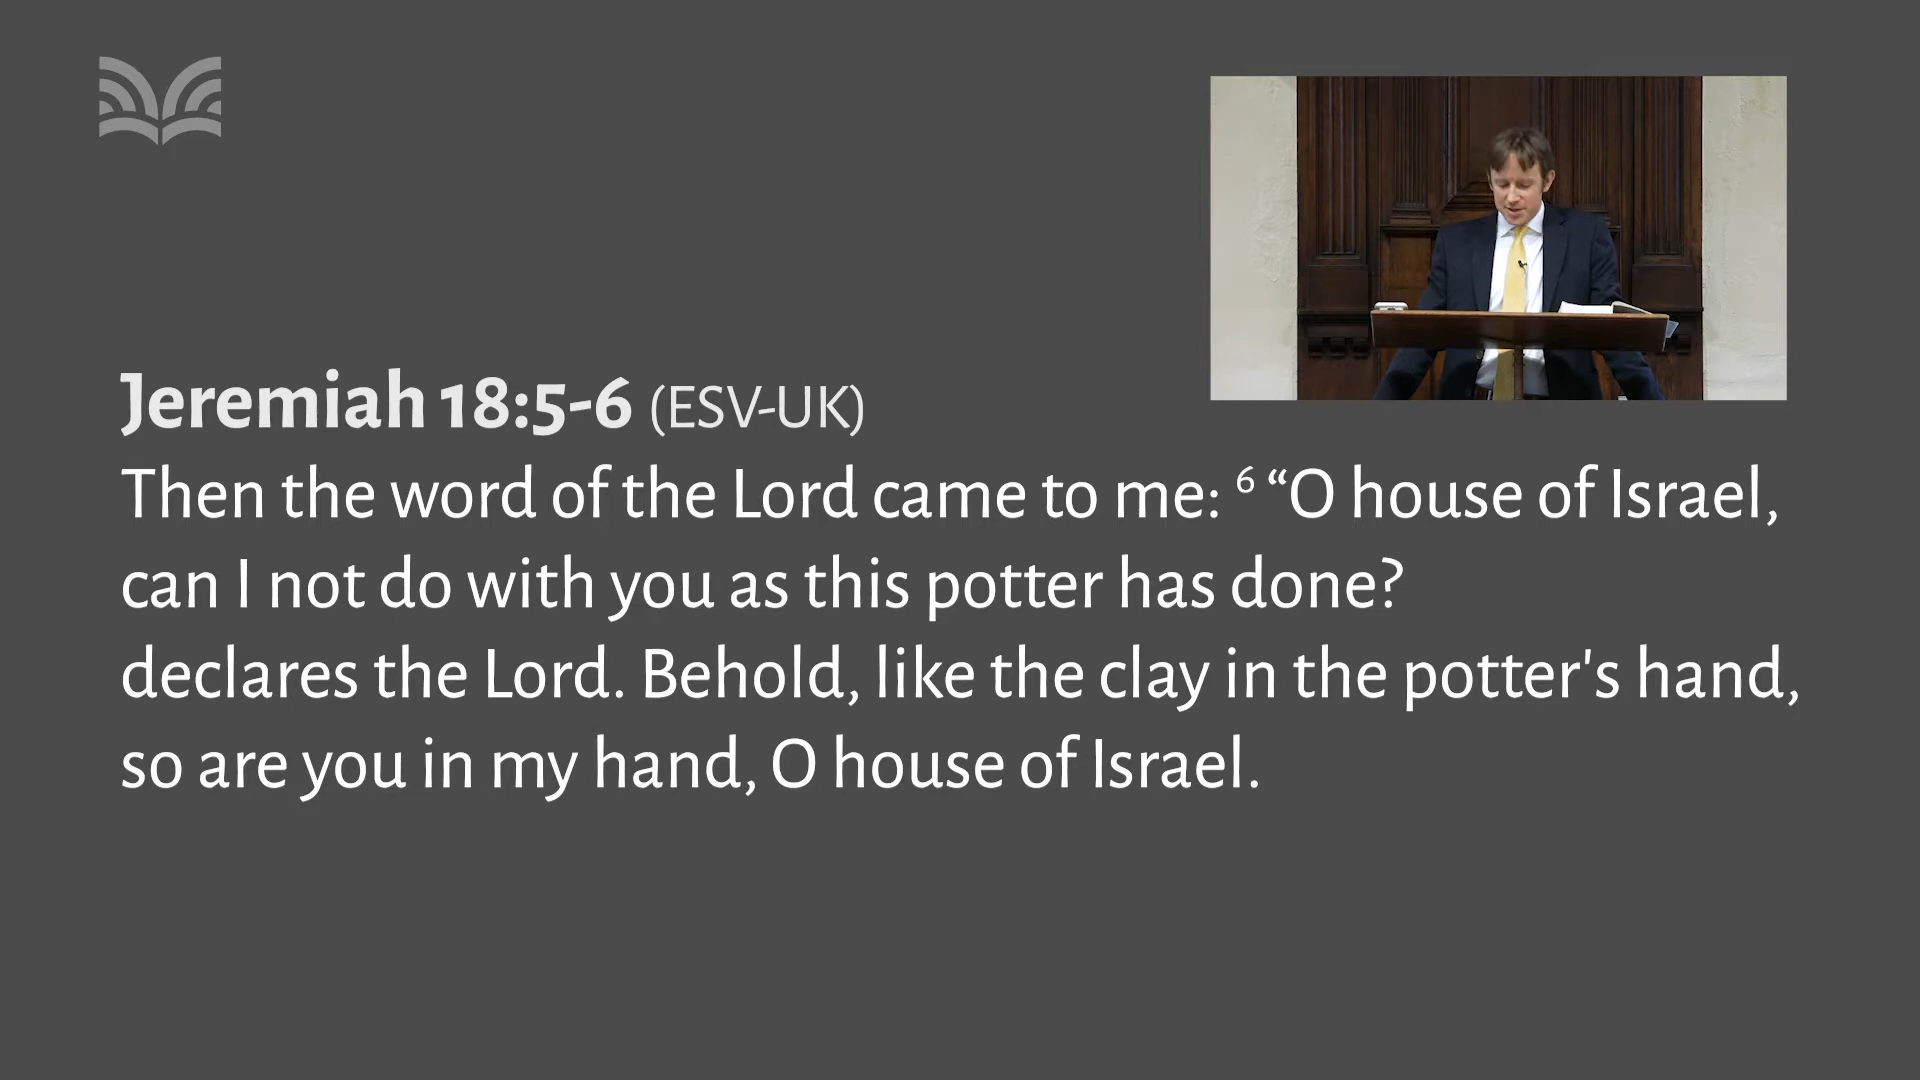 Jeremiah 18:5-6 (ESV-UK)
Then the word of the Lord came to me: ⁶ “O house of Israel,
can I not do with you as this potter has done?
declares the Lord. Behold, like the clay in the potter's hand,
so are you in my hand, O house of Israel.